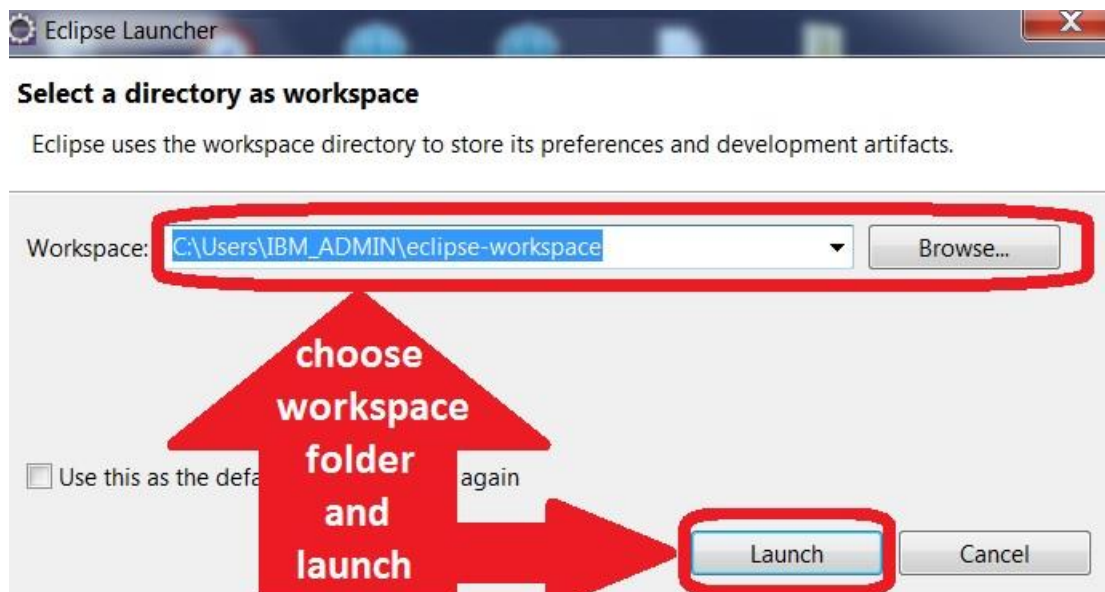 Eclipse Launcher
X
Select a directory as workspace
Eclipse uses the workspace directory to store its preferences and development artifacts.
Workspace: C:\Users\IBM_ADMIN\eclipse-workspace Browse...
choose
workspace
folder
and
launch
Use this as the defa again
Launch Cancel